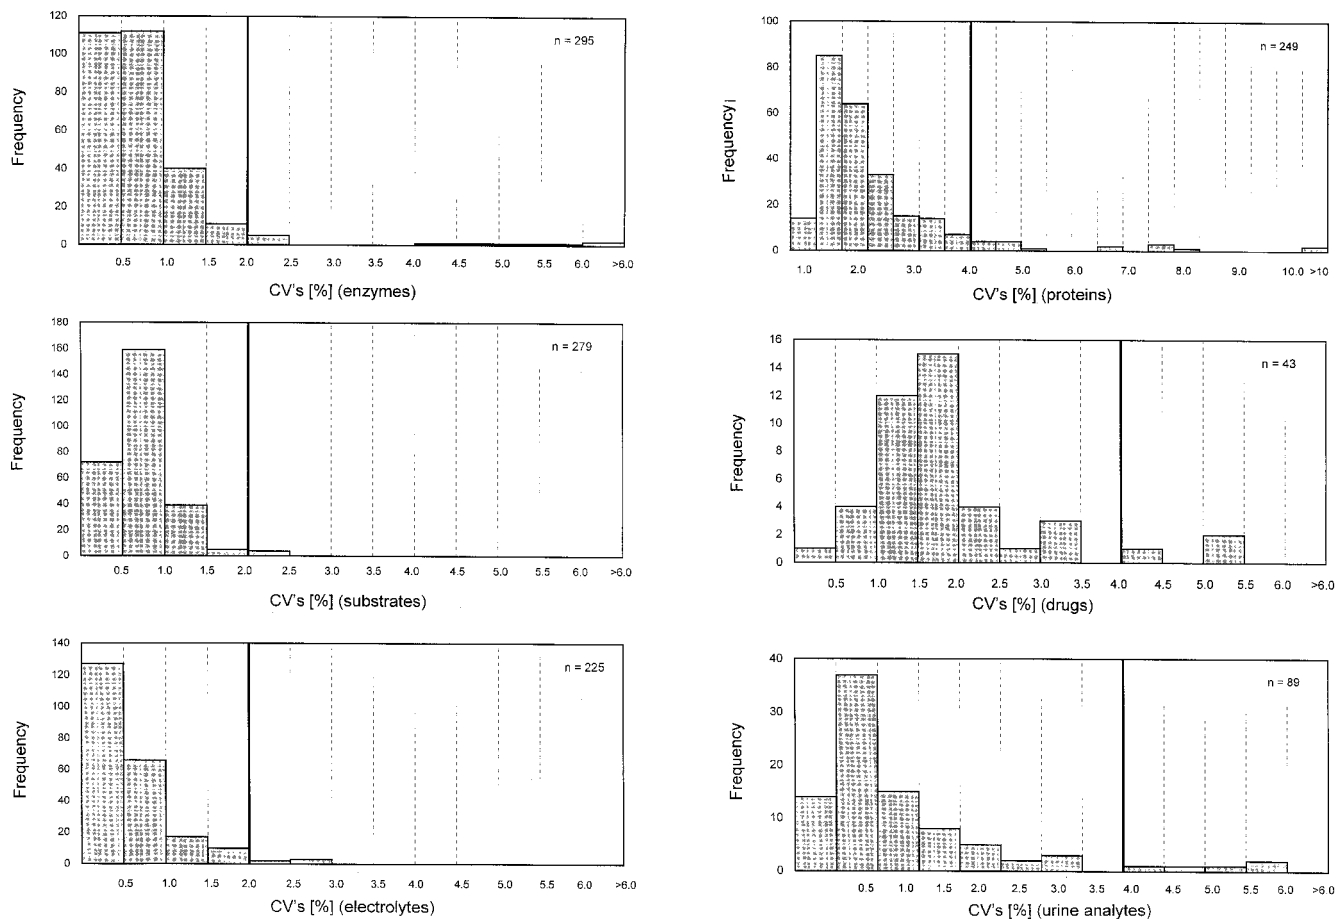 120
100
80
60
40
20
0
Frequency
n = 295
0.5 1.0 1.5 2.0 2.5 3.0 3.5 4.0 4.5 5.0 5.5 6.0 >6.0
CV's [%] (enzymes)
100
80
60
40
20
0
Frequency
n = 249
1.0 2.0 3.0 4.0 5.0 6.0 7.0 8.0 9.0 10.0 >10
CV's [%] (proteins)
180
160
140
120
100
80
60
40
20
0
Frequency
n = 279
0.5 1.0 1.5 2.0 2.5 3.0 3.5 4.0 4.5 5.0 5.5 6.0 >6.0
CV's [%] (substrates)
16
14
12
10
8
6
4
2
0
Frequency
n = 43
0.5 1.0 1.5 2.0 2.5 3.0 3.5 4.0 4.5 5.0 5.5 6.0 >6.0
CV's [%] (drugs)
140
120
100
80
60
40
20
0
Frequency
n = 225
0.5 1.0 1.5 2.0 2.5 3.0 3.5 4.0 4.5 5.0 5.5 6.0 >6.0
CV's [%] (electrolytes)
40
30
20
10
0
Frequency
n = 89
0.5 1.0 1.5 2.0 2.5 3.0 3.5 4.0 4.5 5.0 5.5 6.0 >6.0
CV's [%] (urine analytes)